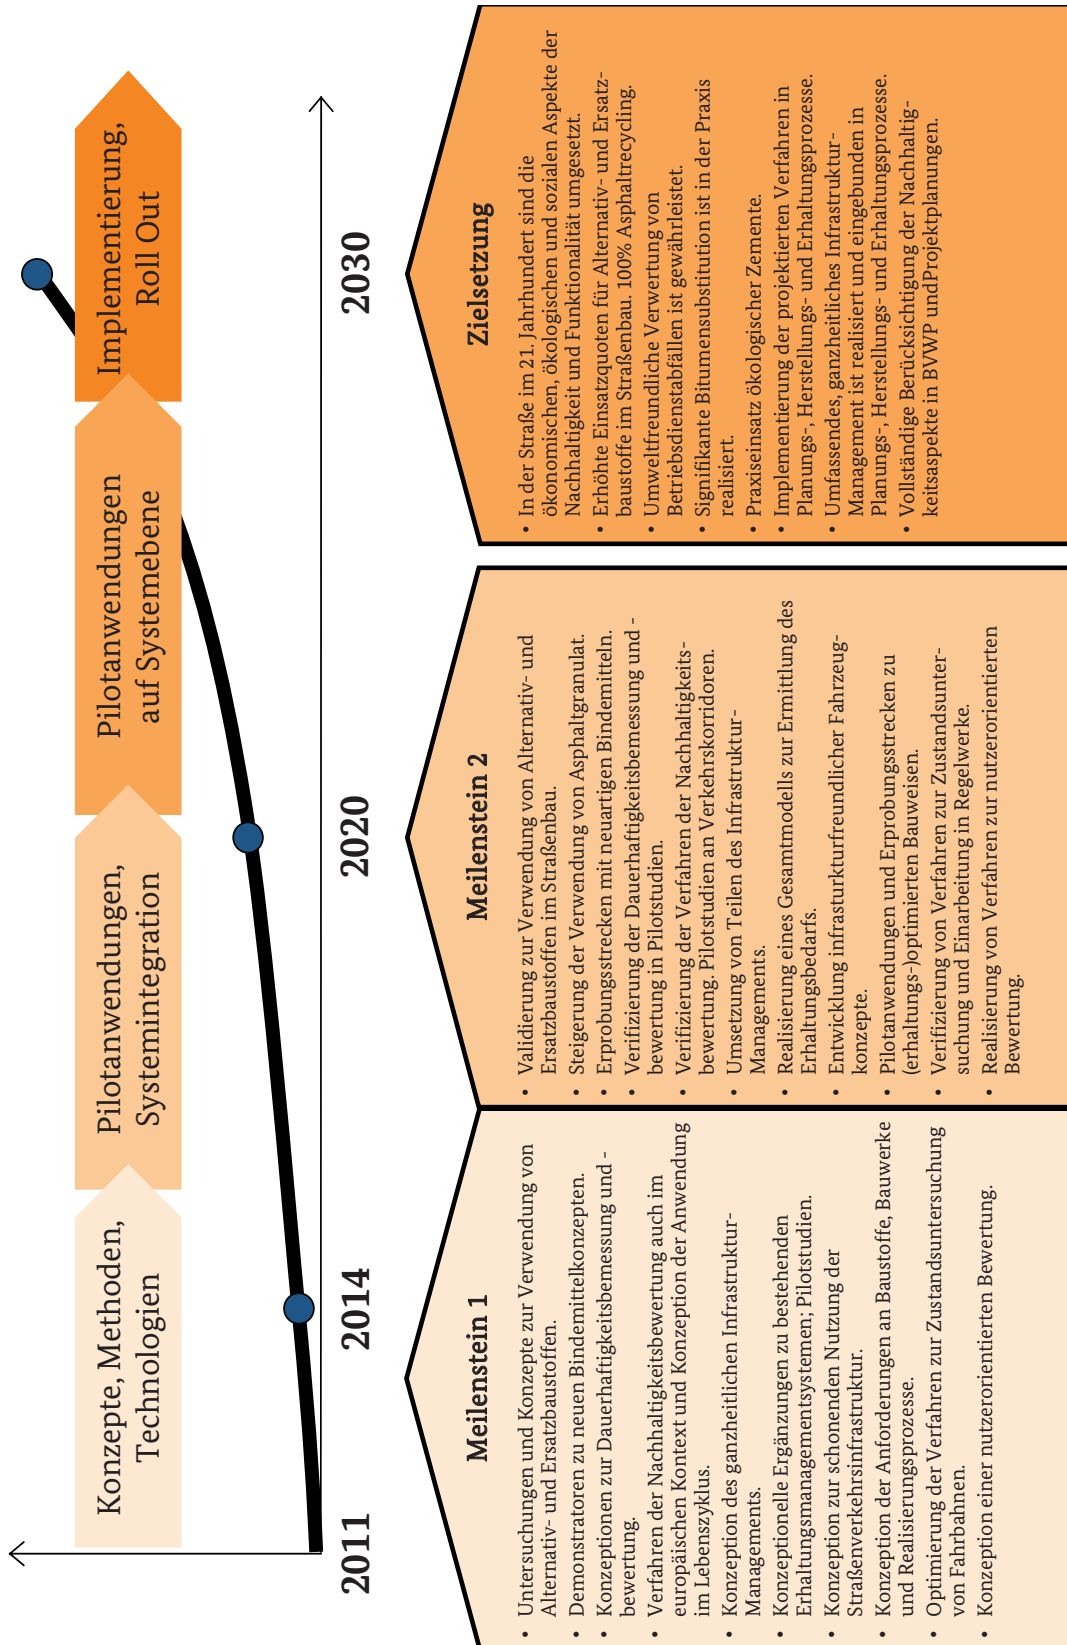 Konzepte, Methoden,
Technologien
Pilotanwendungen,
Systemintegration
Pilotanwendungen
auf Systemebene
Implementierung,
Roll Out
2011
2014
2020
2030
Meilenstein 1
• Untersuchungen und Konzepte zur Verwendung von
Alternativ- und Ersatzbaustoffen.
• Demonstratoren zu neuen Bindemittelkonzepten.
• Konzeptionen zur Dauerhaftigkeitsbemessung und -
bewertung.
• Verfahren der Nachhaltigkeitsbewertung auch im
europäischen Kontext und Konzeption der Anwendung
im Lebenszyklus.
• Konzeption des ganzheitlichen Infrastruktur-
Managements.
• Konzeptionelle Ergänzungen zu bestehenden
Erhaltungsmanagementsystemen; Pilotstudien.
• Konzeption zur schonenden Nutzung der
Straßenverkehrsinfrastruktur.
• Konzeption der Anforderungen an Baustoffe, Bauwerke
und Realisierungsprozesse.
• Optimierung der Verfahren zur Zustandsuntersuchung
von Fahrbahnen.
• Konzeption einer nutzerorientierten Bewertung.
Meilenstein 2
• Validierung zur Verwendung von Alternativ- und
Ersatzbaustoffen im Straßenbau.
• Steigerung der Verwendung von Asphaltgranulat.
• Erprobungsstrecken mit neuartigen Bindemitteln.
• Verifizierung der Dauerhaftigkeitsbemessung und -
bewertung in Pilotstudien.
• Verifizierung der Verfahren der Nachhaltigkeits-
bewertung. Pilotstudien an Verkehrskorridoren.
• Umsetzung von Teilen des Infrastruktur-
Managements.
• Realisierung eines Gesamtmodells zur Ermittlung des
Erhaltungsbedarfs.
• Entwicklung infrasturkturfreundlicher Fahrzeug-
konzepte.
• Pilotanwendungen und Erprobungsstrecken zu
(erhaltungs-)optimierten Bauweisen.
• Verifizierung von Verfahren zur Zustandsunter-
suchung und Einarbeitung in Regelwerke.
• Realisierung von Verfahren zur nutzerorientierten
Bewertung.
Zielsetzung
• In der Straße im 21. Jahrhundert sind die
ökonomischen, ökologischen und sozialen Aspekte der
Nachhaltigkeit und Funktionalität umgesetzt.
• Erhöhte Einsatzquoten für Alternativ- und Ersatz-
baustoffe im Straßenbau. 100% Asphaltrecycling.
• Umweltfreundliche Verwertung von
Betriebsdienstabfällen ist gewährleistet.
• Signifikante Bitumensubstitution ist in der Praxis
realisiert.
• Praxiseinsatz ökologischer Zemente.
• Implementierung der projektierten Verfahren in
Planungs-, Herstellungs- und Erhaltungsprozesse.
• Umfassendes, ganzheitliches Infrastruktur-
Management ist realisiert und eingebunden in
Planungs-, Herstellungs- und Erhaltungsprozesse.
• Vollständige Berücksichtigung der Nachhaltig-
keitsaspekte in BVWP undProjektplanungen.